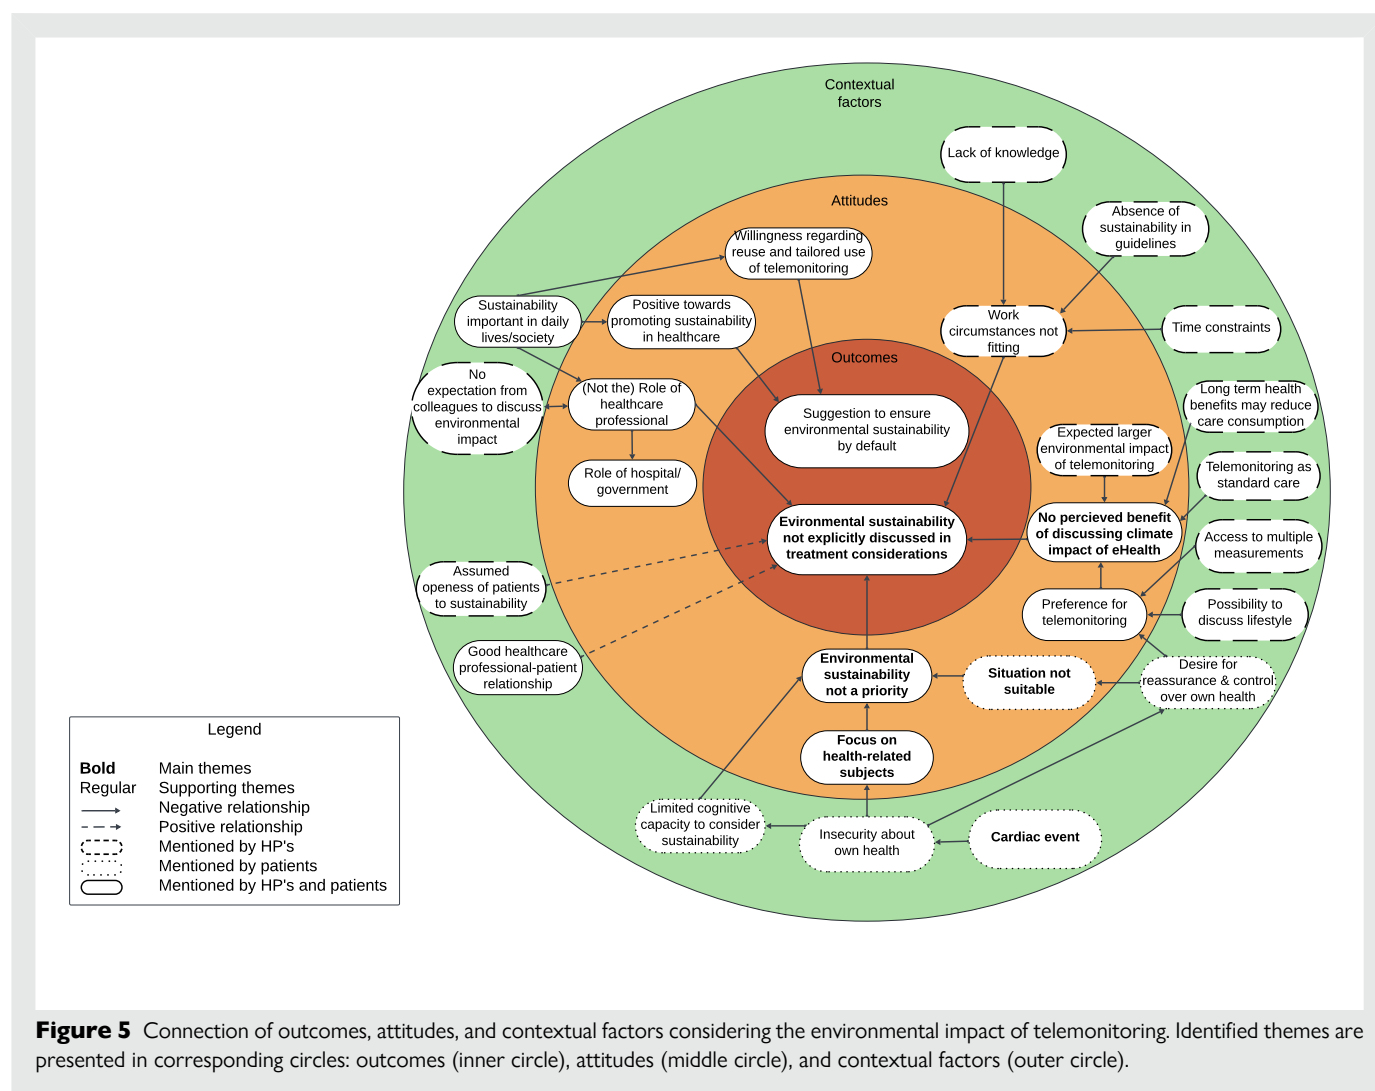 Contextual
factors
Lack of knowledge
Attitudes
Absence of
sustainability in
guidelines
Willingness regarding
reuse and tailored use
of telemonitoring
Sustainability
important in daily
lives/society
Positive towards
promoting sustainability
in healthcare
Work
circumstances not
fitting
Time constraints
Outcomes
No
expectation from
colleagues to discuss
environmental
impact
(Not the) Role of
healthcare
professional
Suggestion to ensure
environmental sustainability
by default
Long term health
benefits may reduce
care consumption
Expected larger
environmental impact
of telemonitoring
Role of hospital/
government
Telemonitoring as
standard care
Evironmental sustainability
not explicitly discussed in
treatment considerations
No percieved benefit
of discussing climate
impact of eHealth
Access to multiple
measurements
Assumed
openess of patients
to sustainability
Preference for
telemonitoring
Possibility to
discuss lifestyle
Good healthcare
professional-patient
relationship
Environmental
sustainability
not a priority
Situation not
suitable
Desire for
reassurance & control
over own health
Focus on
health-related
subjects
Limited cognitive
capacity to consider
sustainability
Insecurity about
own health
Cardiac event
Legend
Bold Main themes
Regular Supporting themes
Negative relationship
Positive relationship
Mentioned by HP's
Mentioned by patients
Mentioned by HP's and patients
Figure 5 Connection of outcomes, attitudes, and contextual factors considering the environmental impact of telemonitoring. Identified themes are
presented in corresponding circles: outcomes (inner circle), attitudes (middle circle), and contextual factors (outer circle).